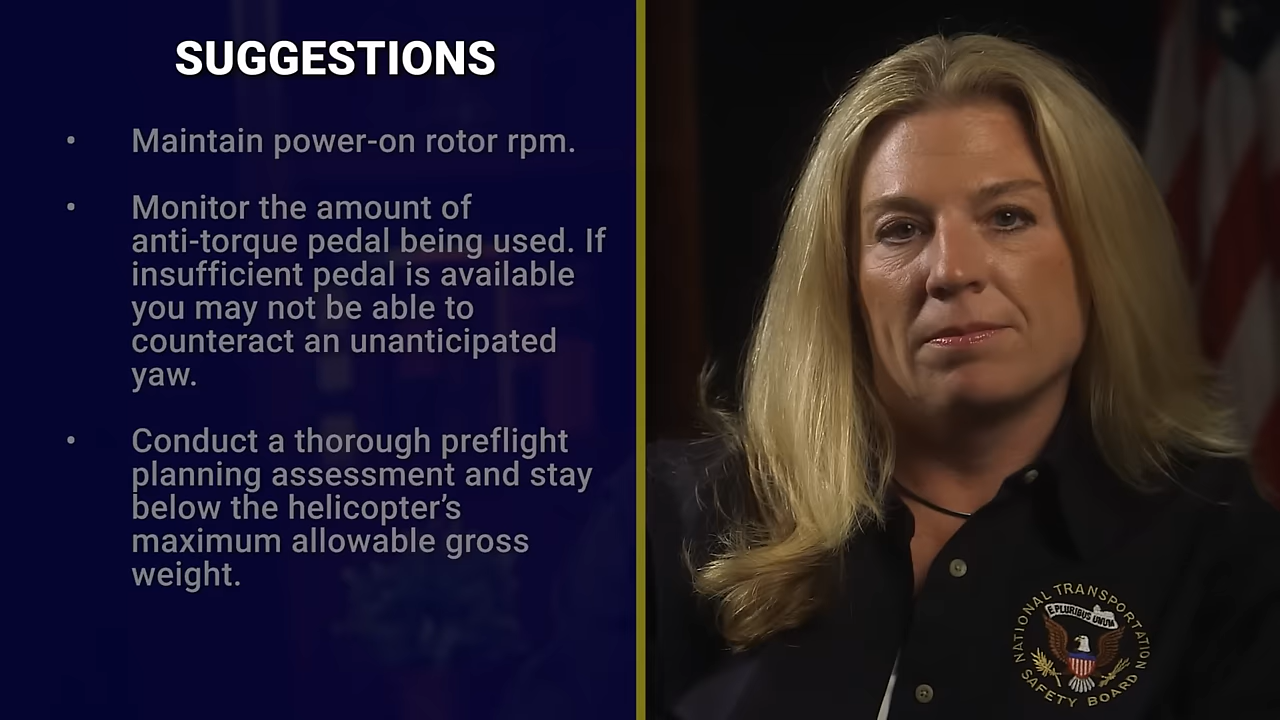 SUGGESTIONS
• Maintain power-on rotor rpm.
• Monitor the amount of
anti-torque pedal being used. If
insufficient pedal is available
you may not be able to
counteract an unanticipated
yaw.
• Conduct a thorough preflight
planning assessment and stay
below the helicopter’s
maximum allowable gross
weight.
NATIONAL TRANSPORTATION
E PLURIBUS UNUM
SAFETY BOARD